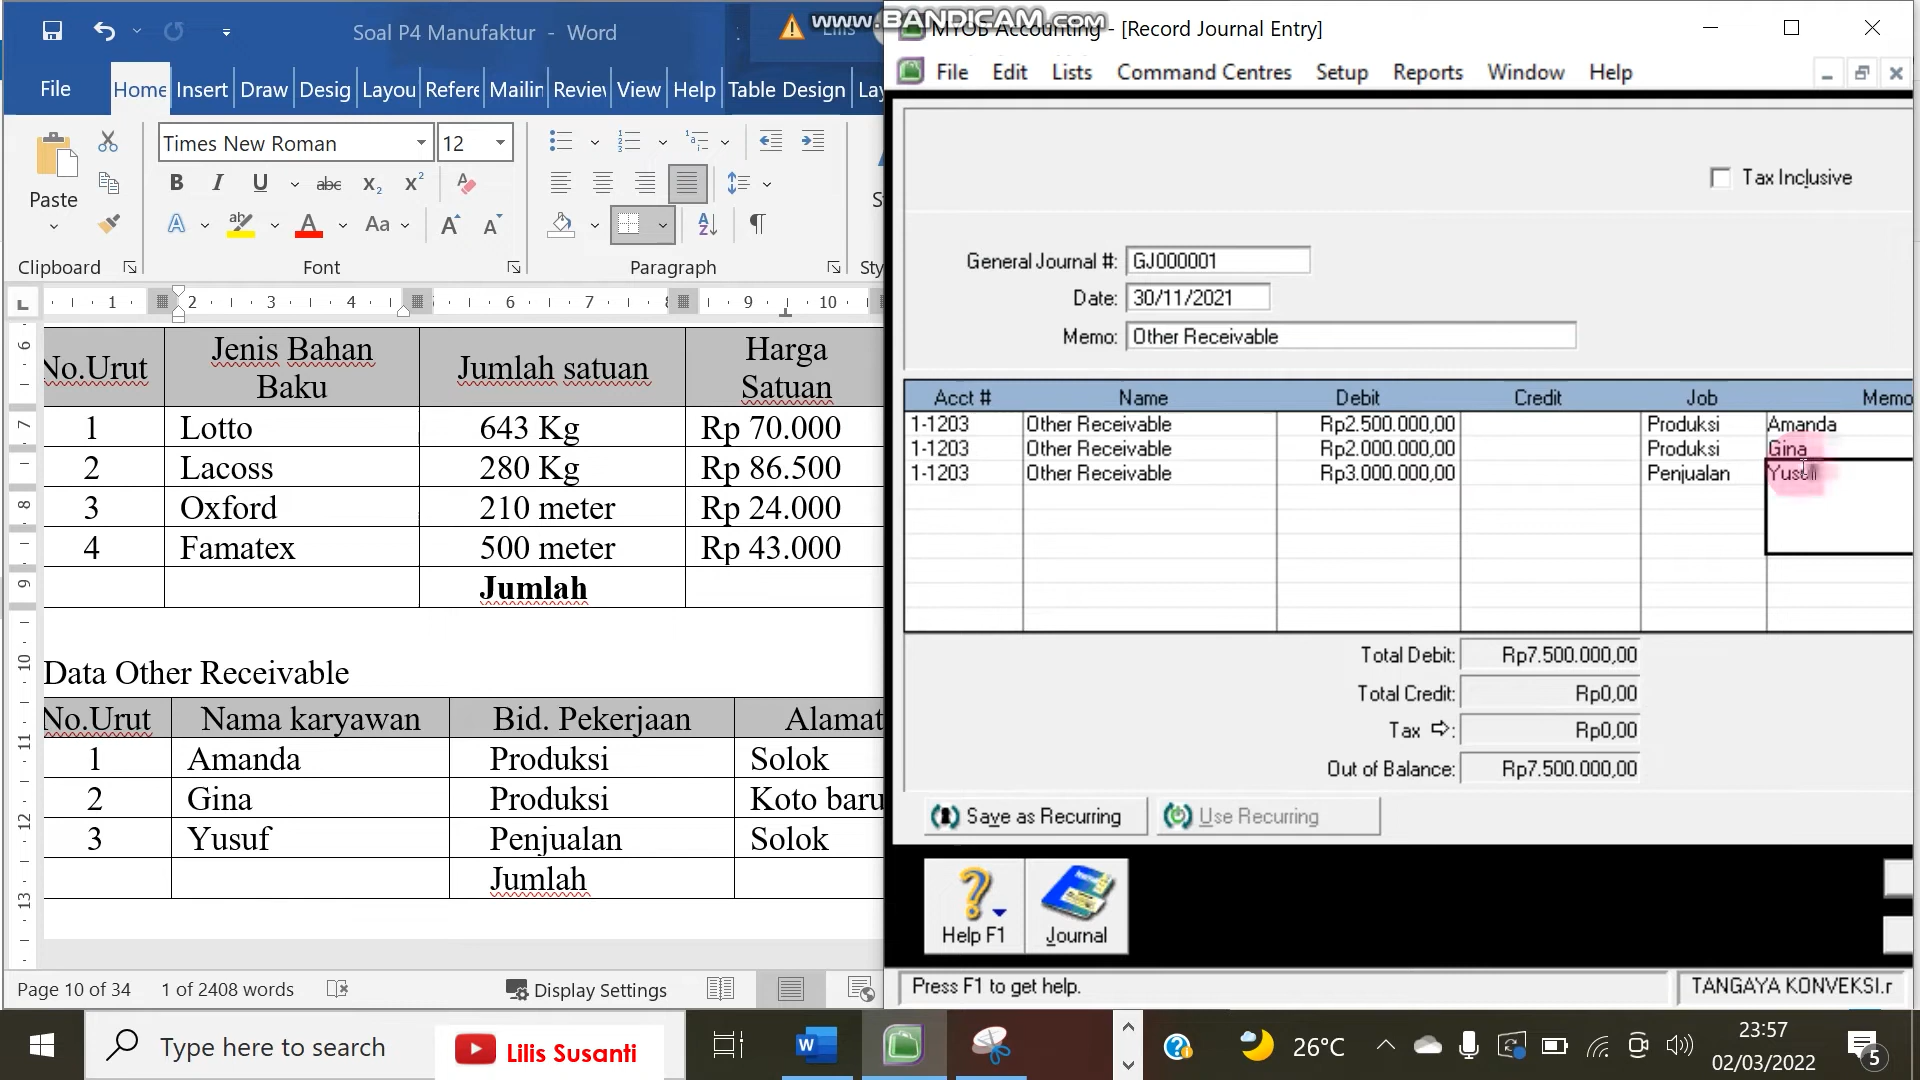 Soal P4 Manufaktur - Word
Lilis
www.BANDICAM.com
MYOB Accounting - [Record Journal Entry]
File Home Insert Draw Desig Layou Refere Mailin Review View Help Table Design
File Edit Lists Command Centres Setup Reports Window Help
Times New Roman 12
Paste
Clipboard Font Paragraph
Tax Inclusive
General Journal #: GJ000001
Date: 30/11/2021
Memo: Other Receivable
No.Urut Jenis Bahan Baku Jumlah satuan Harga Satuan
1 Lotto 643 Kg Rp 70.000
2 Lacoss 280 Kg Rp 86.500
3 Oxford 210 meter Rp 24.000
4 Famatex 500 meter Rp 43.000
Jumlah
Data Other Receivable
No.Urut Nama karyawan Bid. Pekerjaan Alamat
1 Amanda Produksi Solok
2 Gina Produksi Koto baru
3 Yusuf Penjualan Solok
Jumlah
Acct # Name Debit Credit Job Memo
1-1203 Other Receivable Rp2.500.000,00 Produksi Amanda
1-1203 Other Receivable Rp2.000.000,00 Produksi Gina
1-1203 Other Receivable Rp3.000.000,00 Penjualan Yusuf
Total Debit: Rp7.500.000,00
Total Credit: Rp0,00
Tax : Rp0,00
Out of Balance: Rp7.500.000,00
Save as Recurring Use Recurring
Help F1 Journal
Press F1 to get help. TANGAYA KONVEKSI.r
Page 10 of 34 1 of 2408 words Display Settings
Type here to search
Lilis Susanti
26°C
23:57
02/03/2022
5